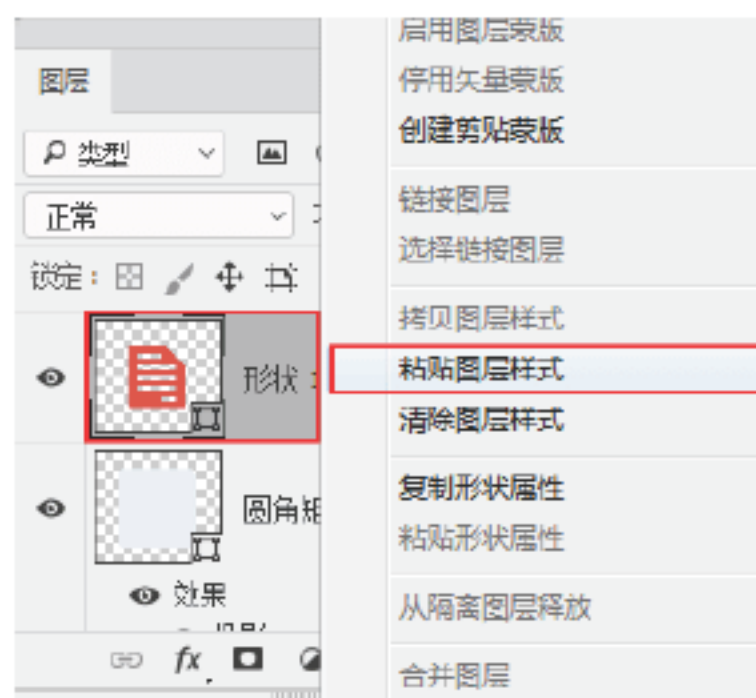 图层
类型
正常
锁定：
形状
圆角矩
效果
fx
启用图层蒙版
停用矢量蒙版
创建剪贴蒙版
链接图层
选择链接图层
拷贝图层样式
粘贴图层样式
清除图层样式
复制形状属性
粘贴形状属性
从隔离图层释放
合并图层